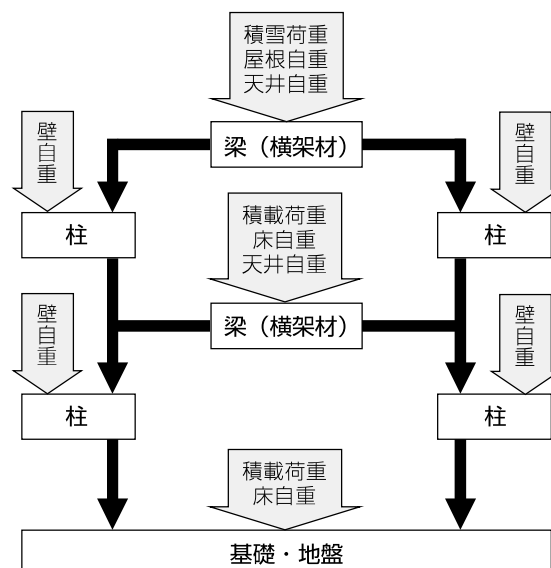 積雪荷重
屋根自重
天井自重
壁自重
梁（横架材）
壁自重
柱
積載荷重
床自重
天井自重
柱
壁自重
梁（横架材）
壁自重
柱
柱
積載荷重
床自重
基礎・地盤